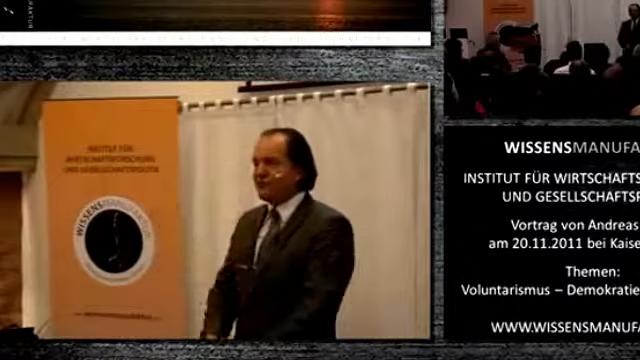 INSTITUT FÜR
WIRTSCHAFTSFORSCHUNG
UND GESELLSCHAFTSPOLITIK
WISSENSMANUFAKTUR
WISSENSMANUFA
INSTITUT FÜR WIRTSCHAFTS
UND GESELLSCHAFTSP
Vortrag von Andreas
am 20.11.2011 bei Kaise
Themen:
Voluntarismus – Demokratie
WWW.WISSENSMANUFA